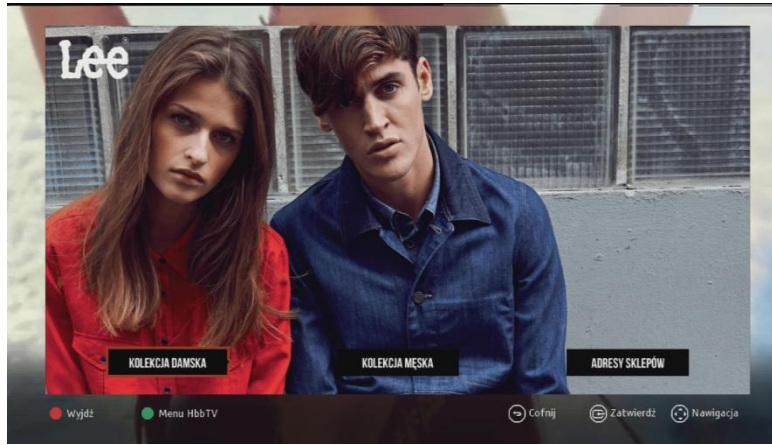 Lee
KOLEKCJA DAMSKA
KOLEKCJA MĘSKA
ADRESY SKLEPÓW
Wyjdź
Menu HbbTV
Cofnij
Zatwierdź
Nawigacja